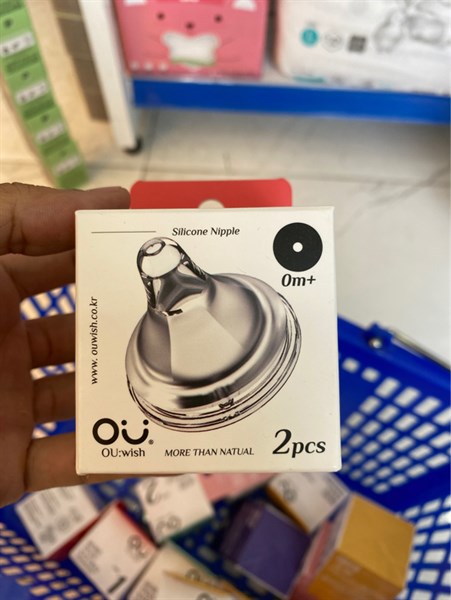 Silicone Nipple
0m+
www. ouwish.co.kr
OU®
OU:wish
MORE THAN NATUAL
2pcs